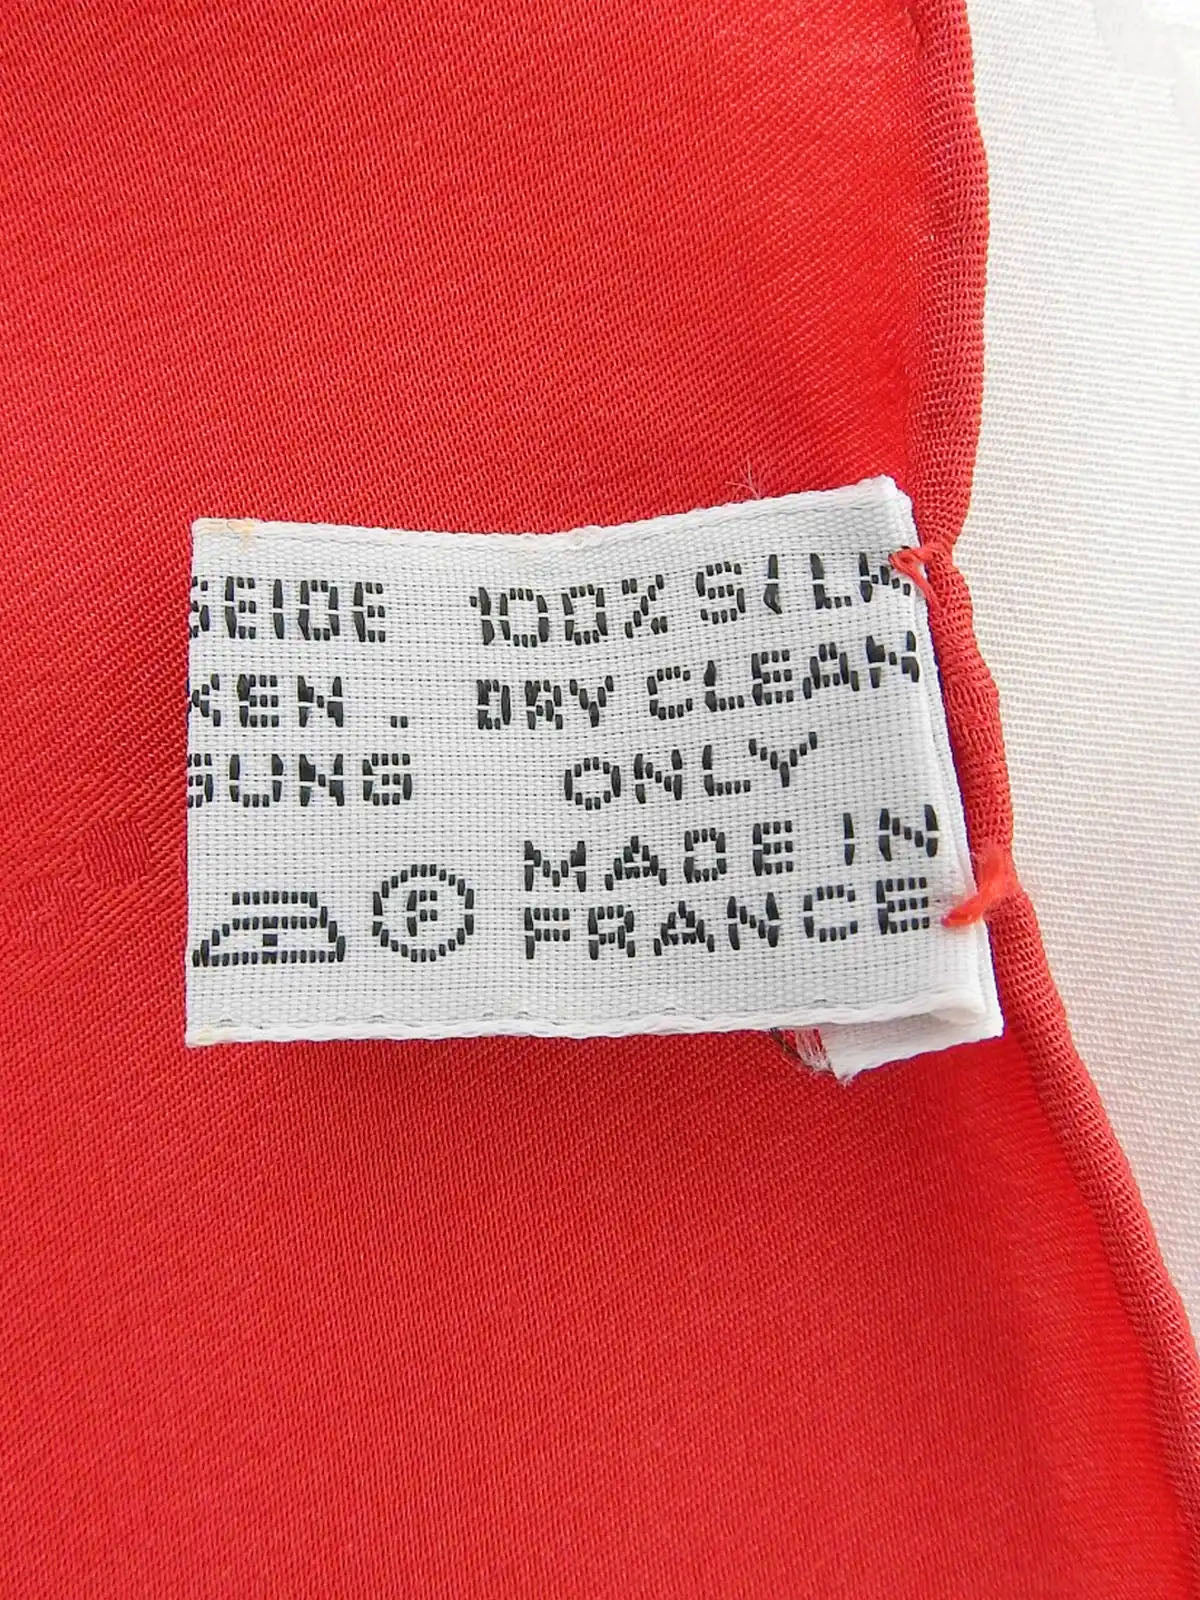 SEIDE 100% SILK
KEN . DRY CLEAN
GUNG ONLY
MADE IN
F FRANCE